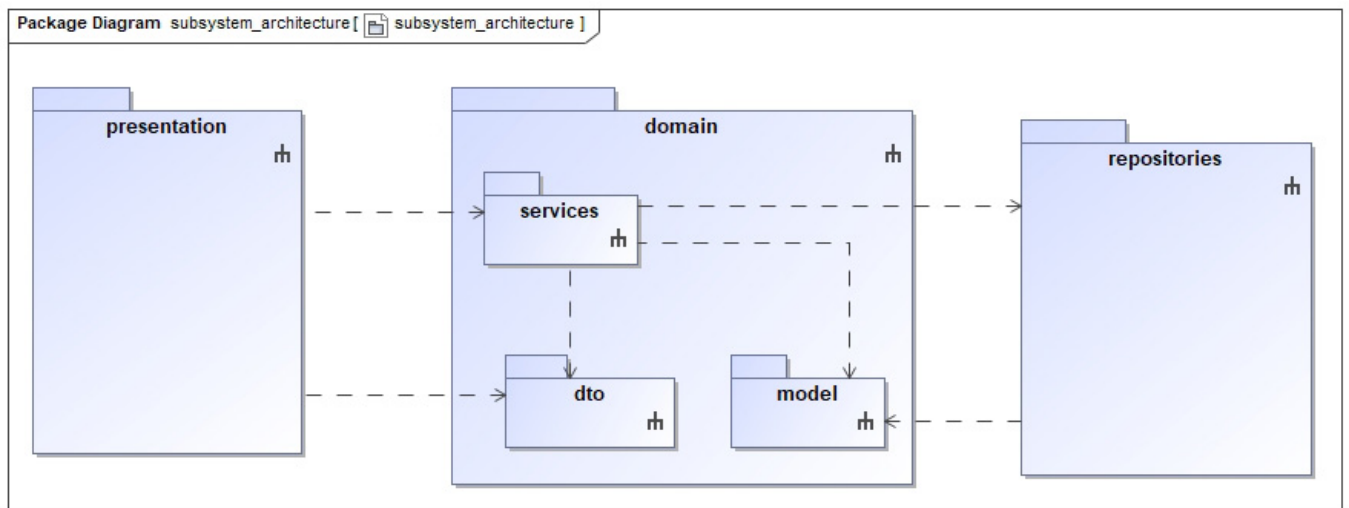 Package Diagram subsystem_architecture [ subsystem_architecture ]
presentation
domain
repositories
services
dto
model